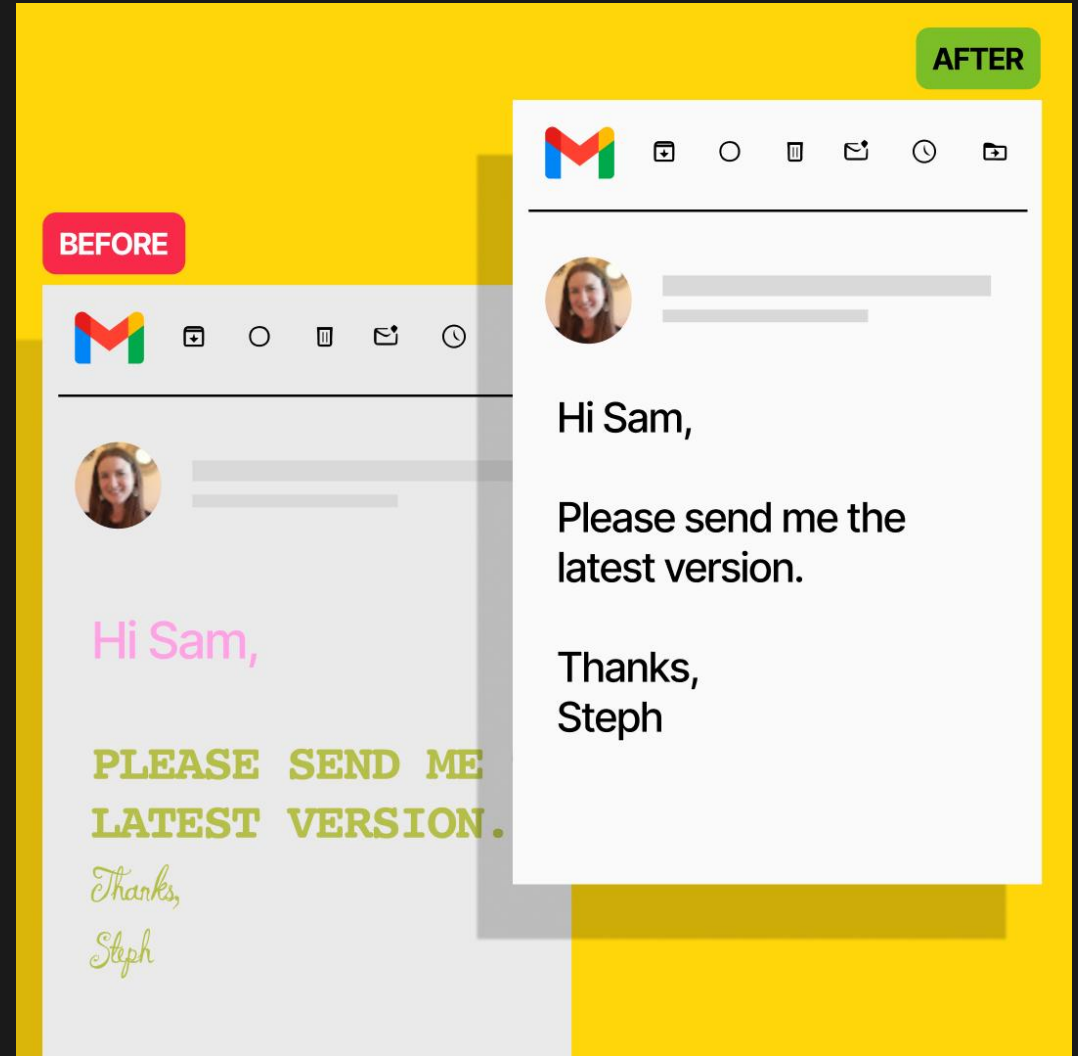 AFTER
Hi Sam,
Please send me the
latest version.
Thanks,
Steph
BEFORE
Hi Sam,
PLEASE SEND ME
LATEST VERSION.
Thanks,
Steph